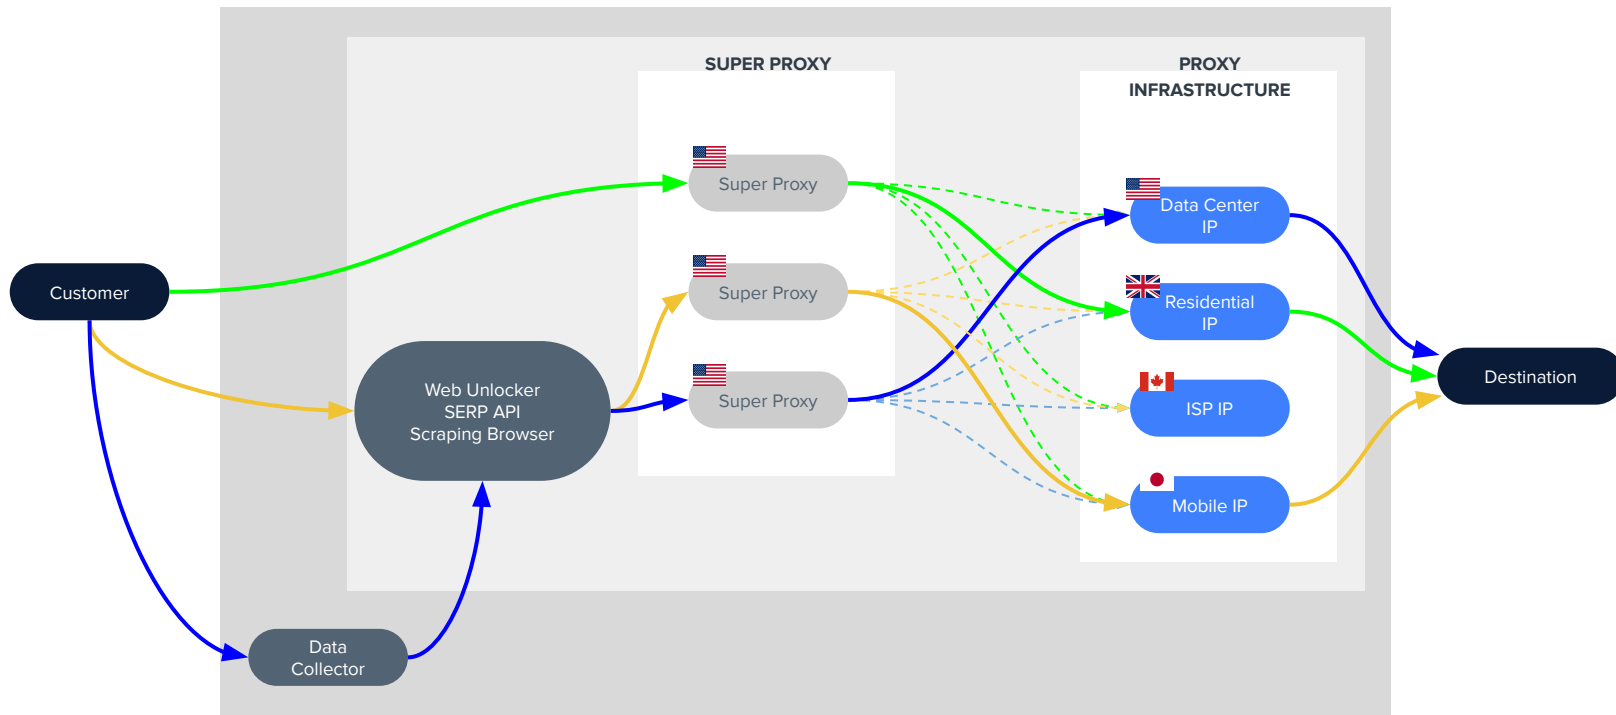 SUPER PROXY
PROXY
INFRASTRUCTURE
Super Proxy
Data Center
IP
Customer
Super Proxy
Residential
IP
Web Unlocker
SERP API
Scraping Browser
Super Proxy
ISP IP
Destination
Mobile IP
Data
Collector